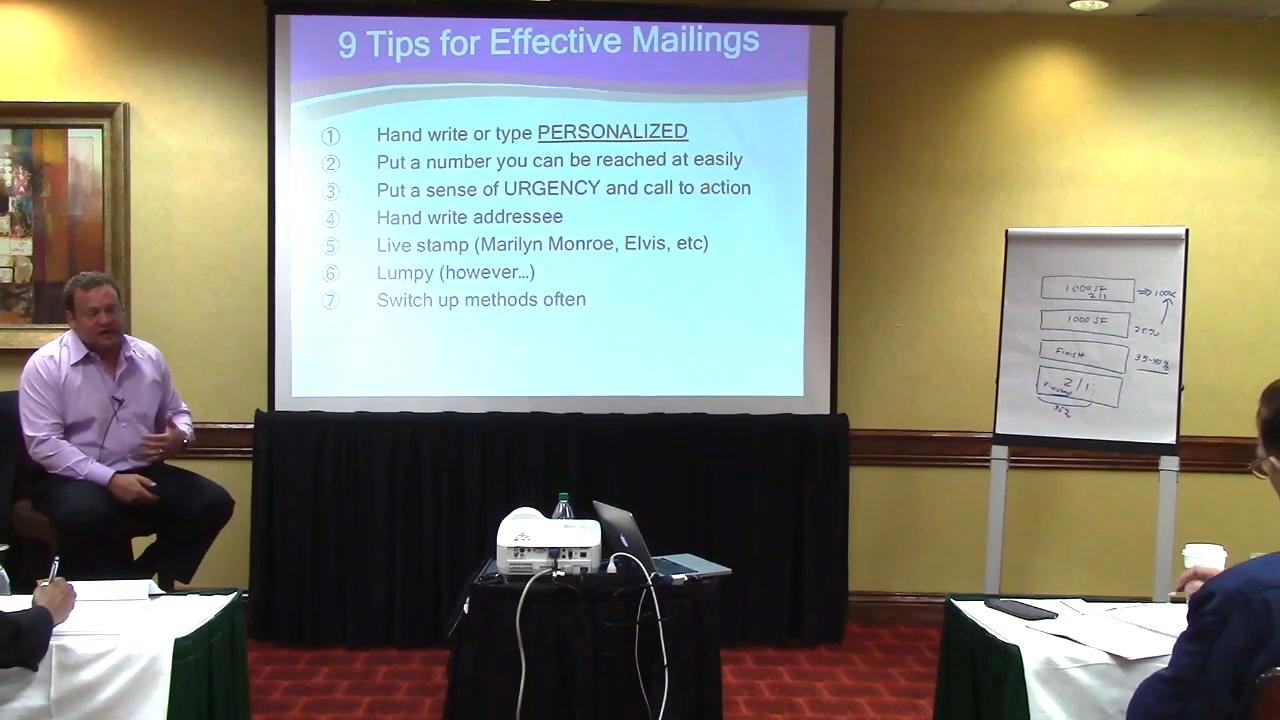 9 Tips for Effective Mailings
① Hand write or type PERSONALIZED
② Put a number you can be reached at easily
③ Put a sense of URGENCY and call to action
④ Hand write addressee
⑤ Live stamp (Marilyn Monroe, Elvis, etc)
⑥ Lumpy (however...)
⑦ Switch up methods often
1000 SF ⇒ 100K
2/1
1000 SF
Finish 35-40%
2/1